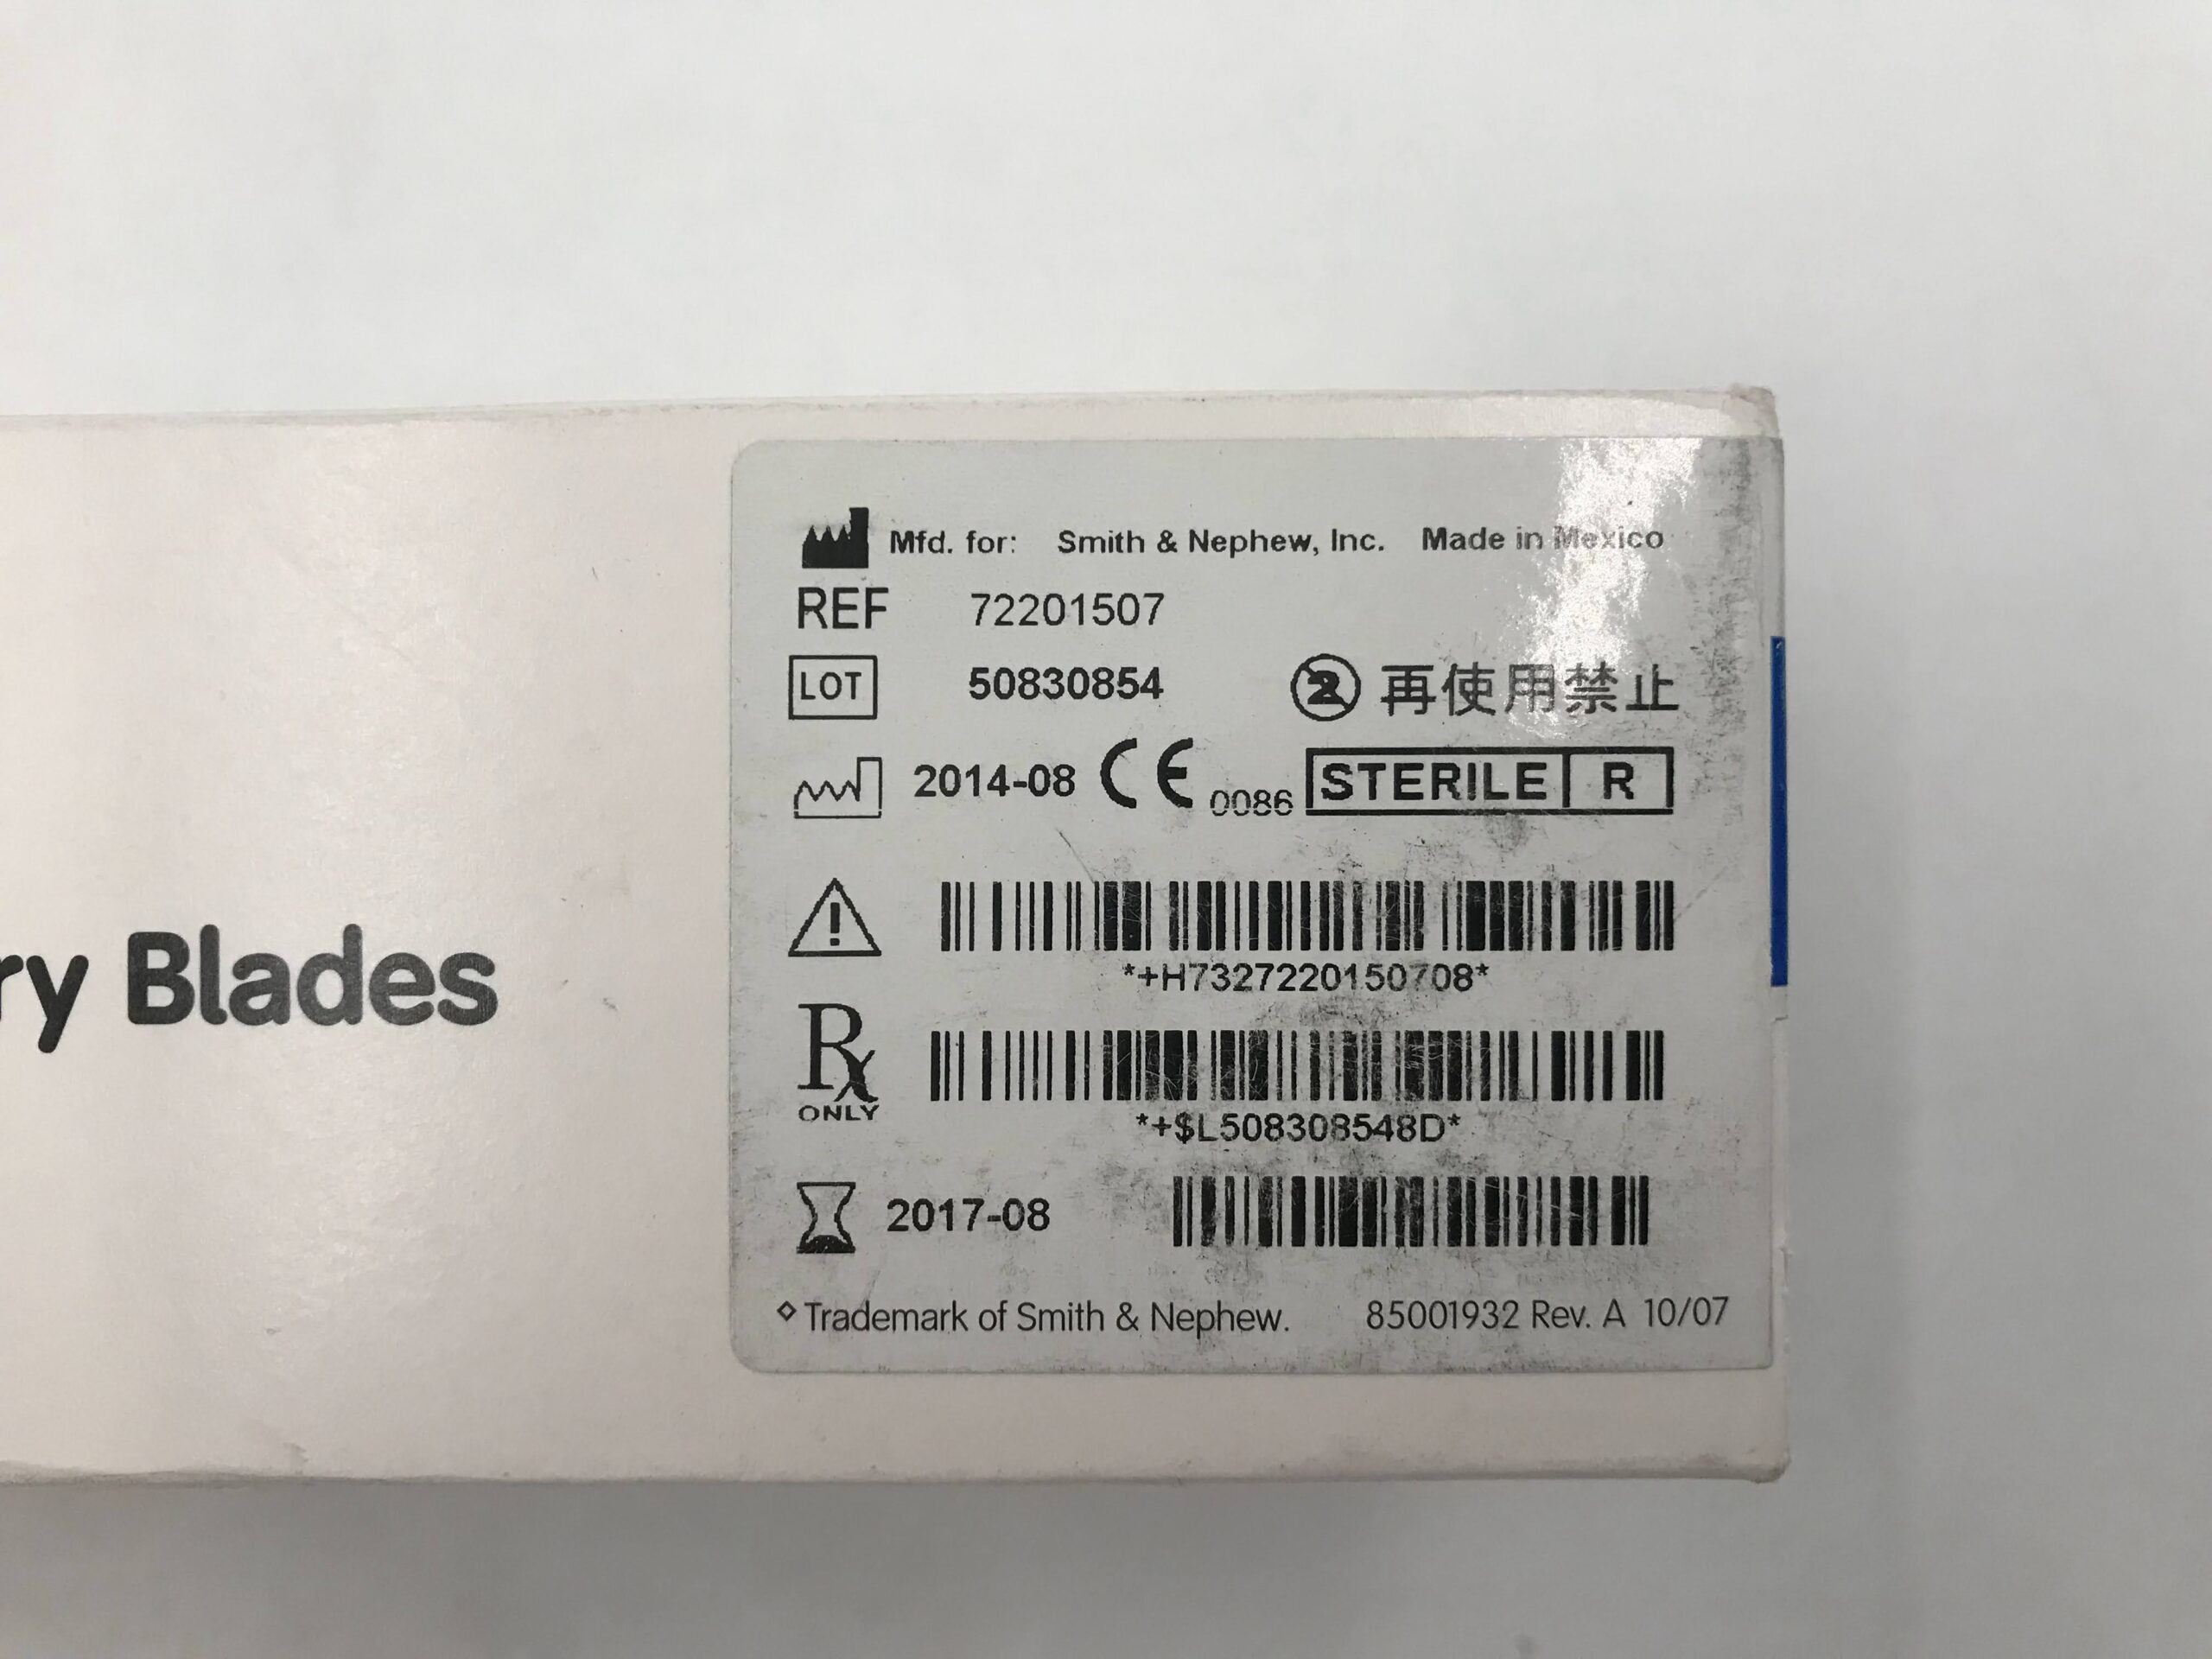 Mfd. for: Smith & Nephew, Inc. Made in Mexico
REF 72201507
LOT 50830854 2 再使用禁止
2014-08 CE 0086 STERILE R
*+H7327220150708*
Rx ONLY
*+$L508308548D*
2017-08
◇ Trademark of Smith & Nephew. 85001932 Rev. A 10/07
ry Blades